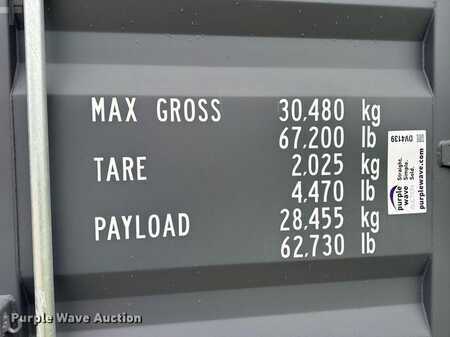 MAX GROSS 30,480 kg
67,200 lb
TARE 2,025 kg
4,470 lb
PAYLOAD 28,455 kg
62,730 lb
purple wave
Straight. Simple. Sold.
purplewave.com
DV4139
Purple Wave Auction